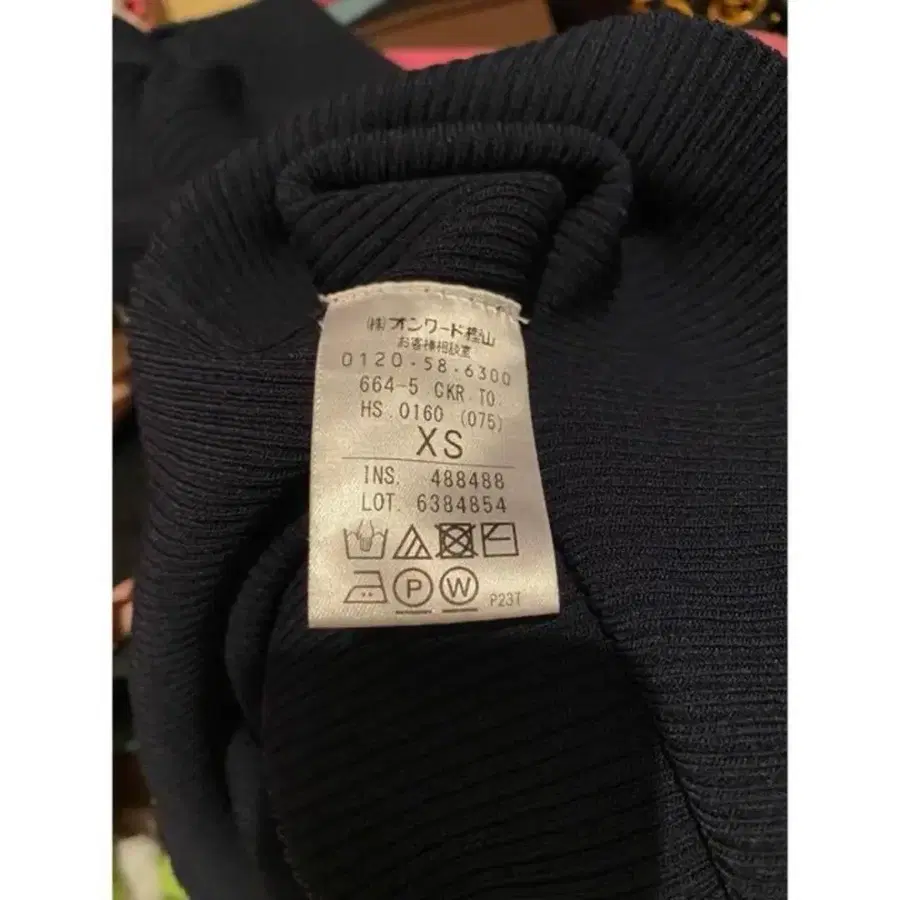 (株)オンワード樫山
お客様相談室
0120-58-6300
664-5 CKR.TO.
HS.0160 (075)
XS
INS. 488488
LOT. 6384854
P W P23T